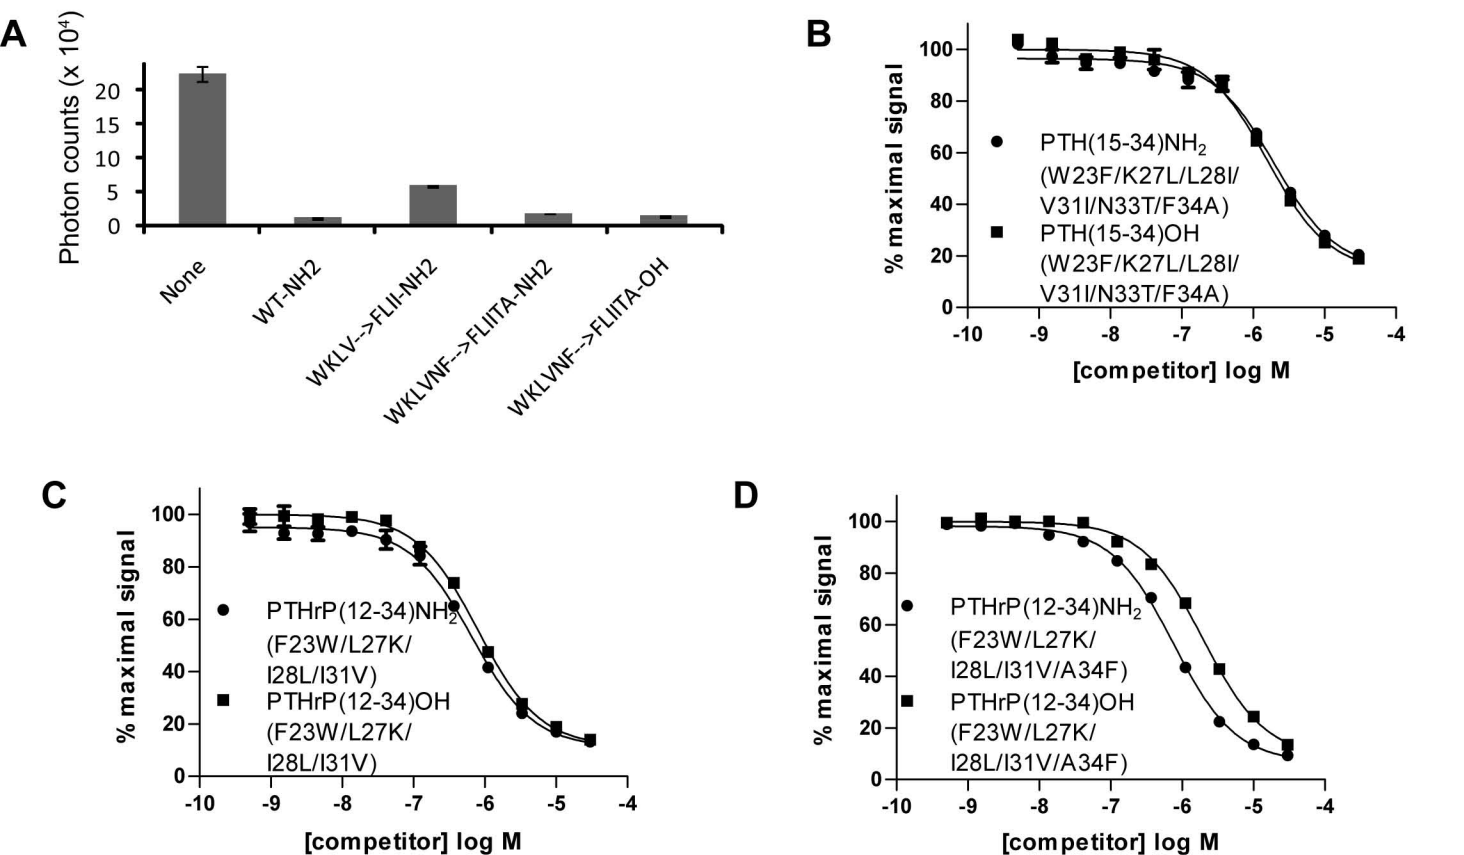 A
Photon counts (x 10⁴)
20
15
10
5
0
None
WT-NH2
WKLV-->FLII-NH2
WKLVNF-->FLIITA-NH2
WKLVNF-->FLIITA-OH
B
% maximal signal
100
80
60
40
20
0
PTH(15-34)NH₂
(W23F/K27L/L28I/
V31I/N33T/F34A)
PTH(15-34)OH
(W23F/K27L/L28I/
V31I/N33T/F34A)
-10 -9 -8 -7 -6 -5 -4
[competitor] log M
C
% maximal signal
100
80
60
40
20
0
PTHrP(12-34)NH₂
(F23W/L27K/
I28L/I31V)
PTHrP(12-34)OH
(F23W/L27K/
I28L/I31V)
-10 -9 -8 -7 -6 -5 -4
[competitor] log M
D
% maximal signal
100
80
60
40
20
0
PTHrP(12-34)NH₂
(F23W/L27K/
I28L/I31V/A34F)
PTHrP(12-34)OH
(F23W/L27K/
I28L/I31V/A34F)
-10 -9 -8 -7 -6 -5 -4
[competitor] log M